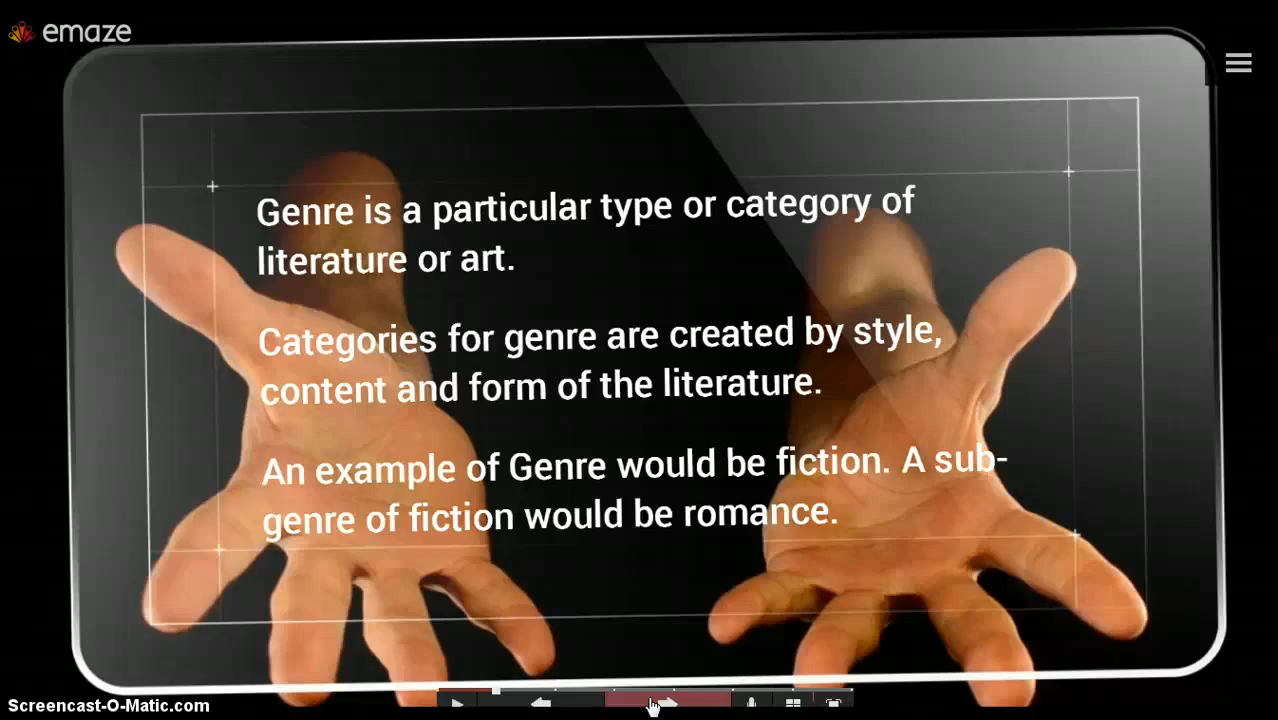 emaze
Genre is a particular type or category of
literature or art.
Categories for genre are created by style,
content and form of the literature.
An example of Genre would be fiction. A sub-
genre of fiction would be romance.
Screencast-O-Matic.com